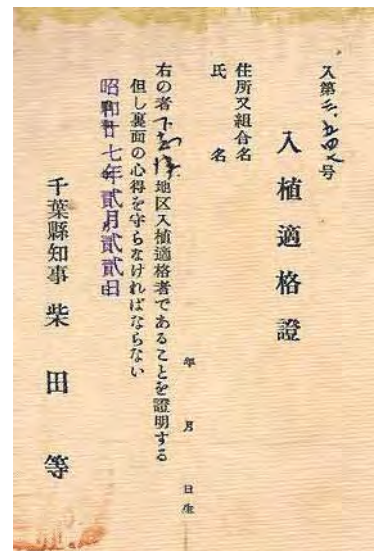 入第三、五四号
入植適格證
住所又組合名
氏名
年月日生
右の者下志津地区入植適格者であることを證明する
但し裏面の心得を守らなければならない
昭和廿七年貳月貳貳日
千葉縣知事 柴田等